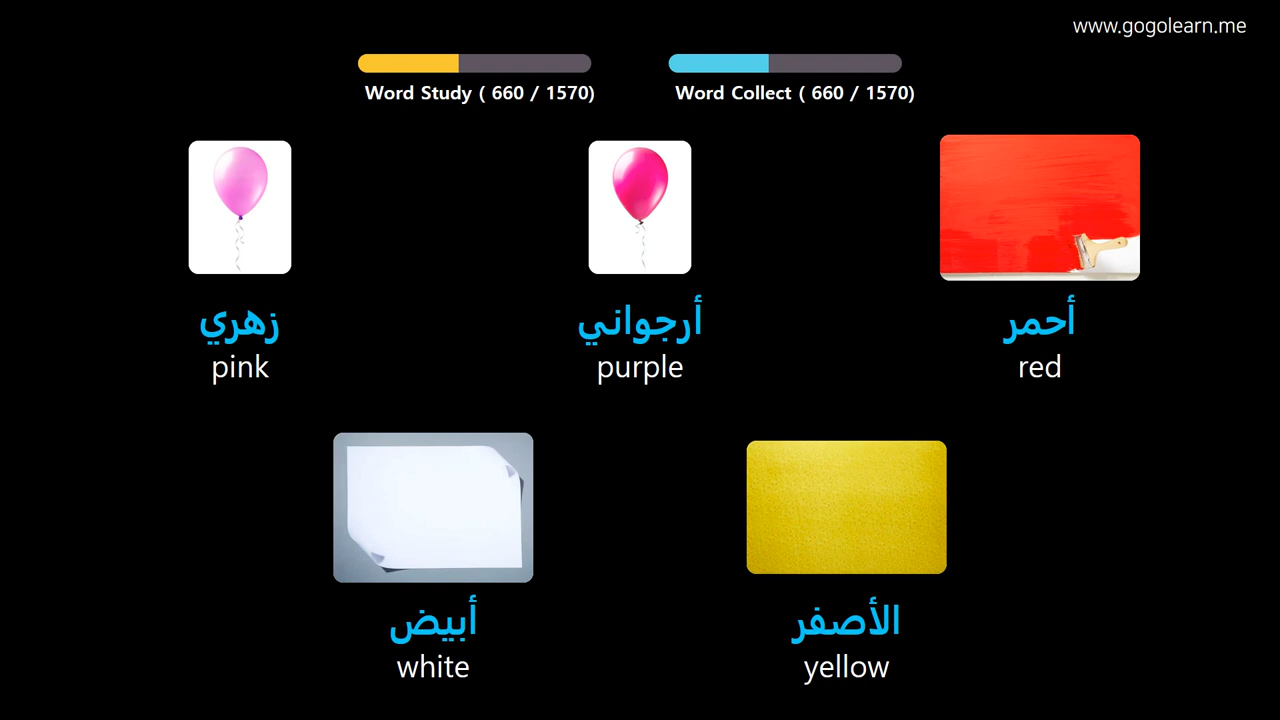 www.gogolearn.me
Word Study ( 660 / 1570)
Word Collect ( 660 / 1570)
زهري
pink
أرجواني
purple
أحمر
red
أبيض
white
الأصفر
yellow